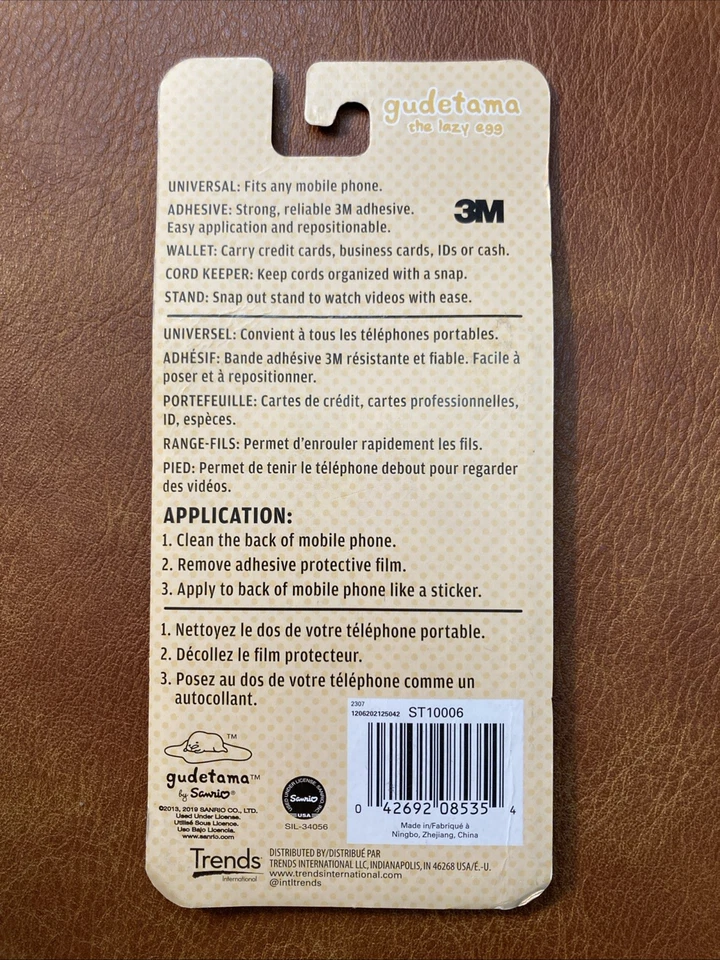 gudetama
the lazy egg
UNIVERSAL: Fits any mobile phone.
ADHESIVE: Strong, reliable 3M adhesive.
Easy application and repositionable.
3M
WALLET: Carry credit cards, business cards, IDs or cash.
CORD KEEPER: Keep cords organized with a snap.
STAND: Snap out stand to watch videos with ease.
UNIVERSEL: Convient à tous les téléphones portables.
ADHÉSIF: Bande adhésive 3M résistante et fiable. Facile à
poser et à repositionner.
PORTEFEUILLE: Cartes de crédit, cartes professionnelles,
ID, espèces.
RANGE-FILS: Permet d'enrouler rapidement les fils.
PIED: Permet de tenir le téléphone debout pour regarder
des vidéos.
APPLICATION:
1. Clean the back of mobile phone.
2. Remove adhesive protective film.
3. Apply to back of mobile phone like a sticker.
1. Nettoyez le dos de votre téléphone portable.
2. Décollez le film protecteur.
3. Posez au dos de votre téléphone comme un
autocollant.
TM
gudetama™
by Sanrio®
©2013, 2019 SANRIO CO., LTD.
Used Under License.
Utilisé Sous Licence.
Uso Bajo Licencia.
www.sanrio.com
USED UNDER LICENSE SANRIO, INC.
Sanrio
USA
SIL-34056
2307
1206202125042 ST10006
0 42692 08535 4
Made in/Fabriqué à
Ningbo, Zhejiang, China
Trends
International
DISTRIBUTED BY/DISTRIBUÉ PAR
TRENDS INTERNATIONAL LLC, INDIANAPOLIS, IN 46268 USA/É.-U.
www.trendsinternational.com
@intltrends